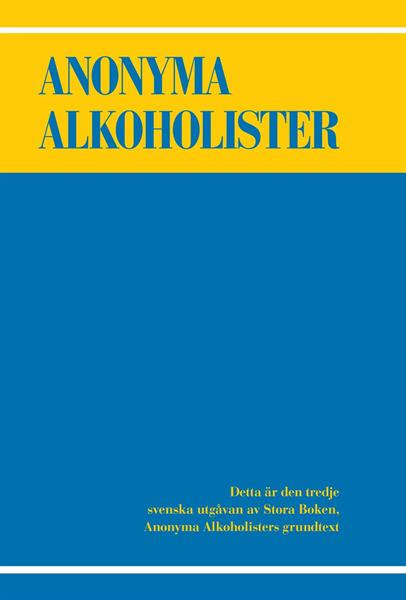 ANONYMA
ALKOHOLISTER
Detta är den tredje
svenska utgåvan av Stora Boken,
Anonyma Alkoholisters grundtext